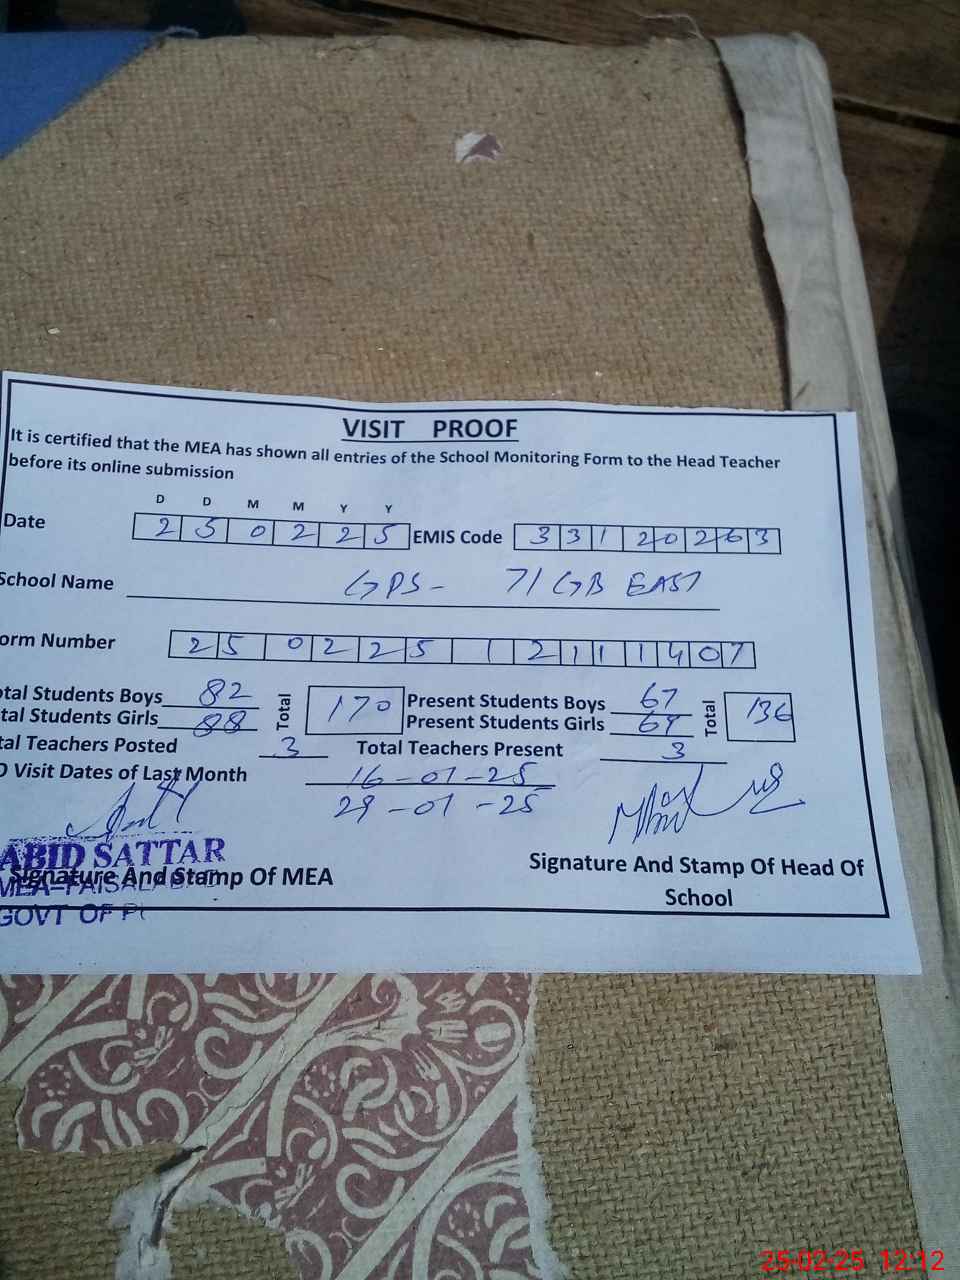 VISIT PROOF
It is certified that the MEA has shown all entries of the School Monitoring Form to the Head Teacher
before its online submission
D D M M Y Y
Date 2 5 0 2 2 5 EMIS Code 3 3 1 2 0 2 6 3
School Name GPS- 71 GB EAST
orm Number 2 5 0 2 2 5 1 2 1 1 1 4 0 7
otal Students Boys 82 Total 170 Present Students Boys 67 Total 136
tal Students Girls 88 Present Students Girls 69
tal Teachers Posted 3 Total Teachers Present 3
O Visit Dates of Last Month 16-01-25
29-01-25
ABID SATTAR
Signature And Stamp Of MEA
MEA-FAISALABAD
GOVT OF
Signature And Stamp Of Head Of
School
25-02-25 12:12